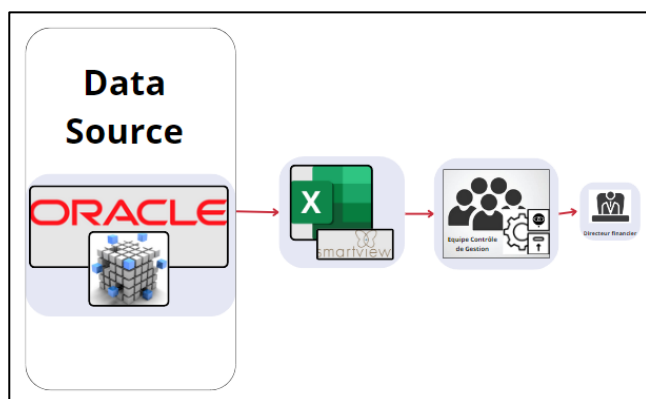 Data
Source
ORACLE
X
smartview
Equipe Contrôle
de Gestion
Directeur financier